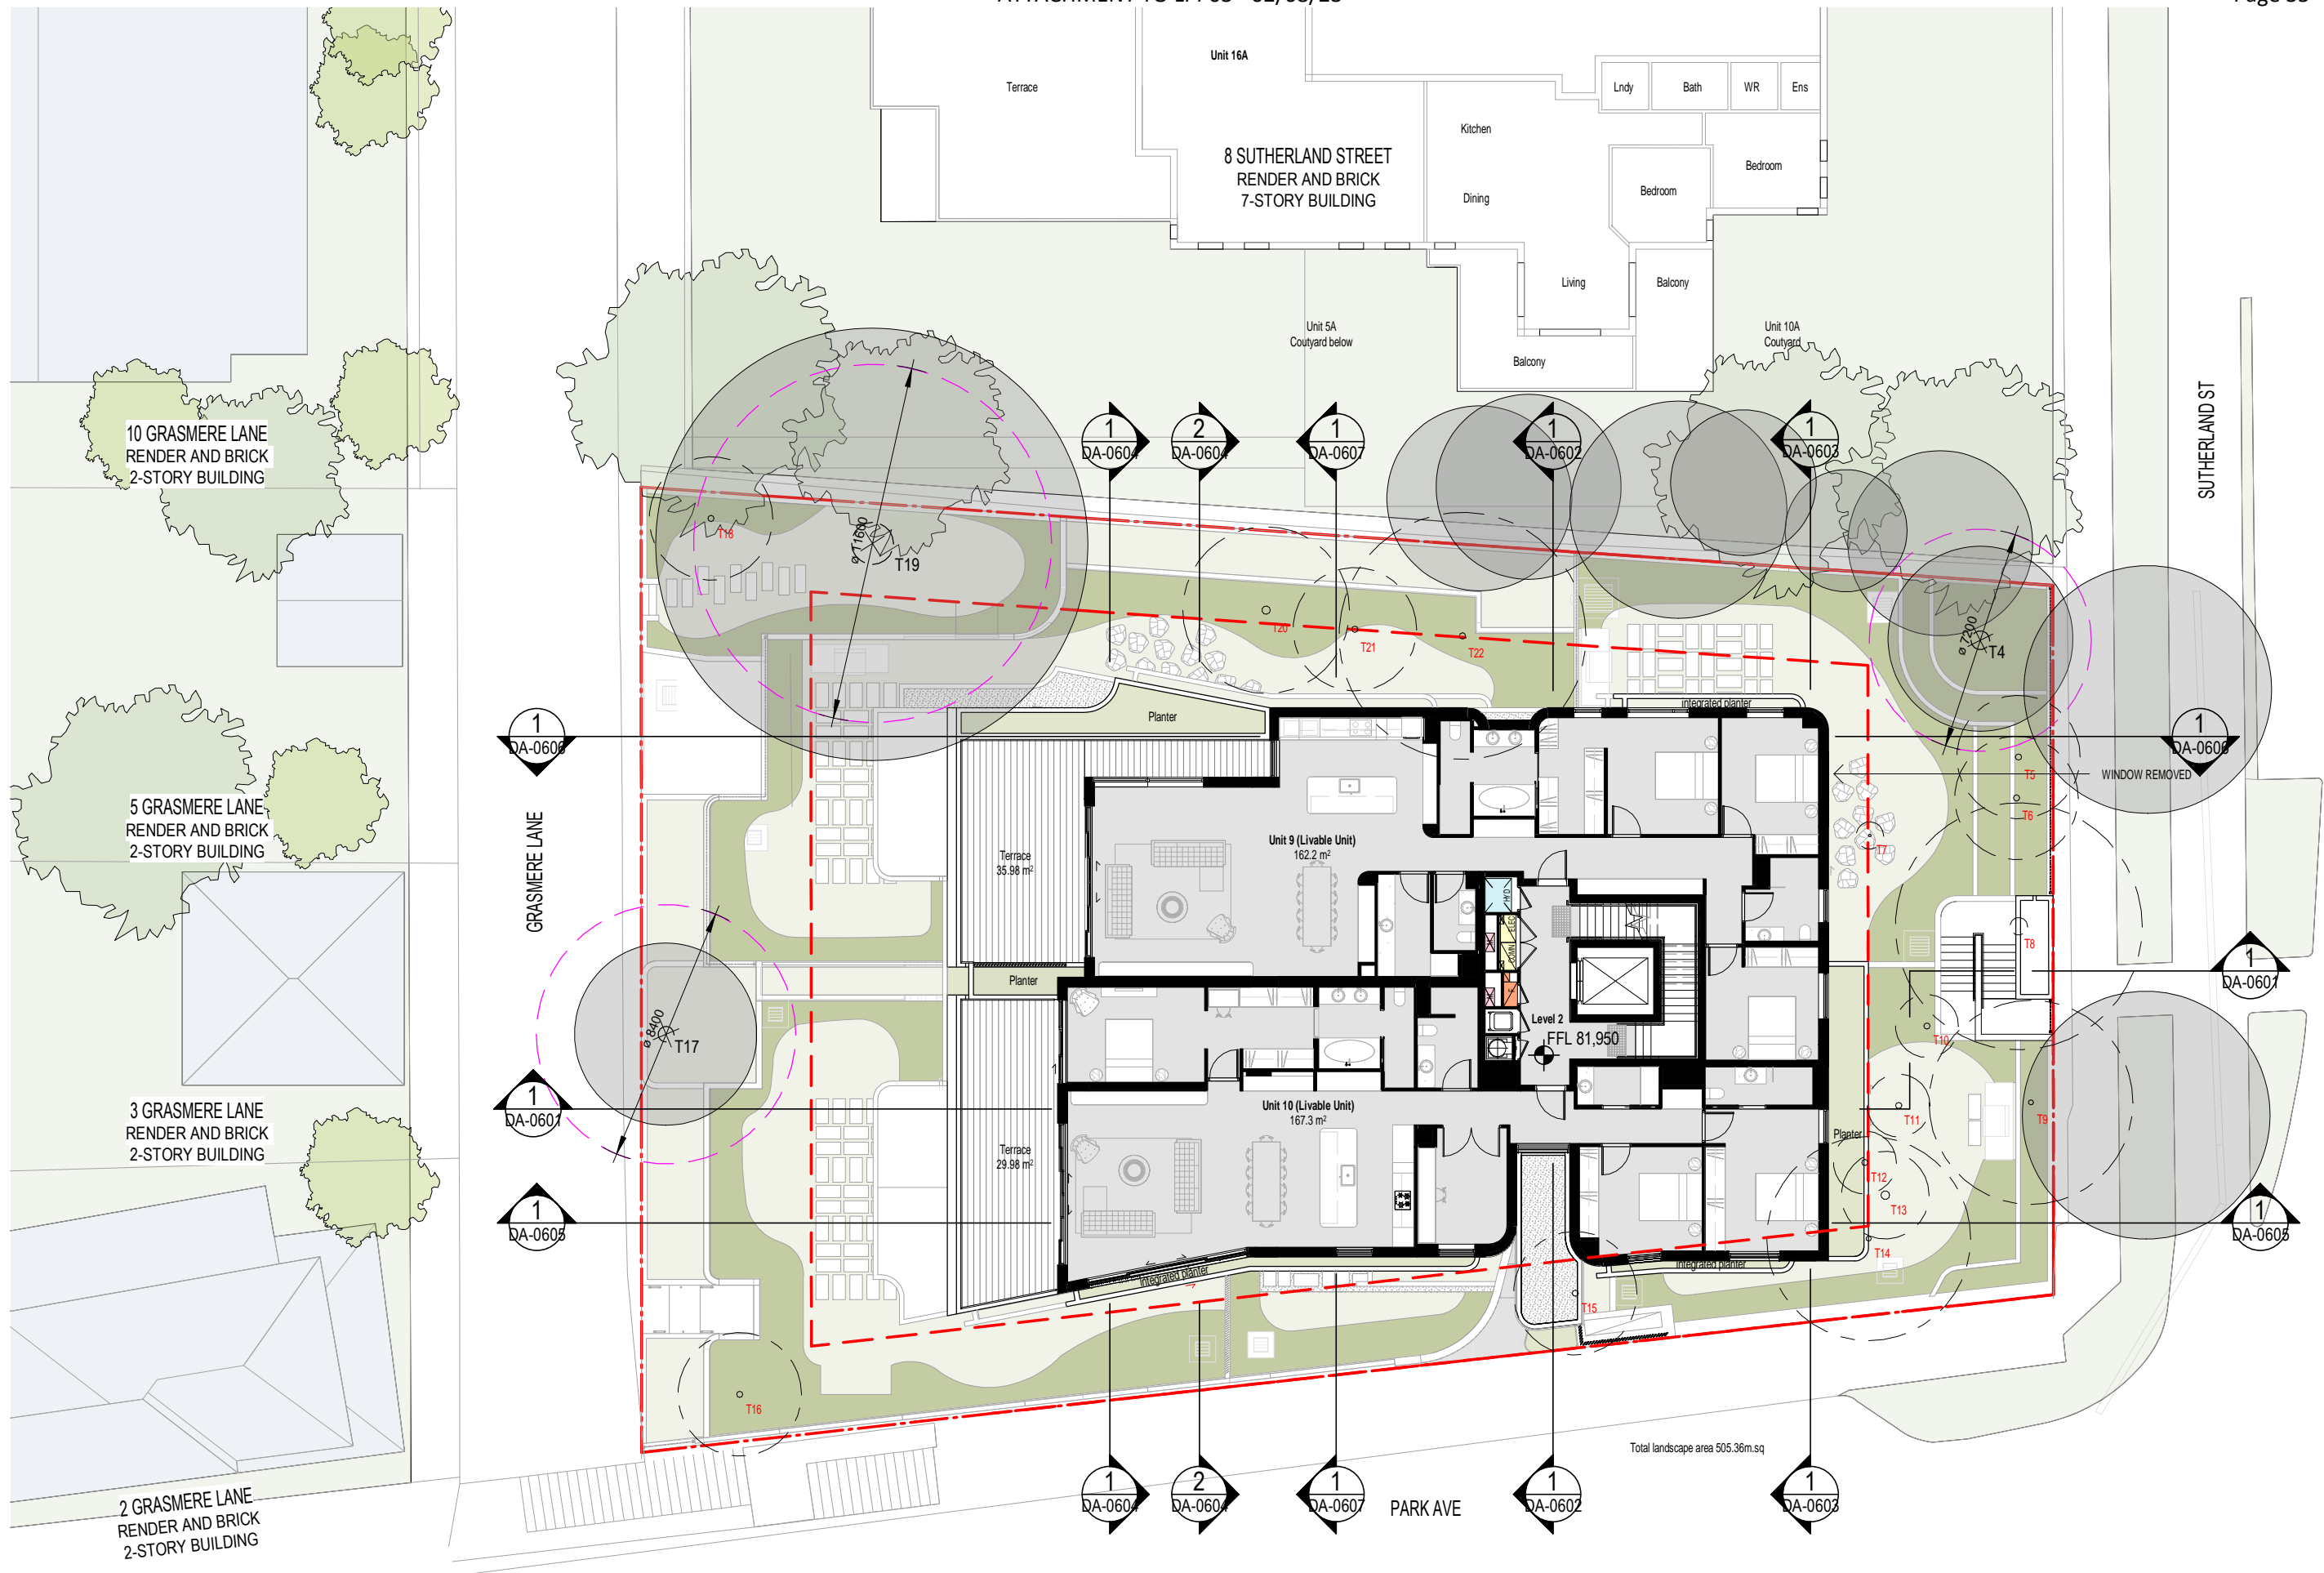 Unit 16A
Terrace
Lndy
Bath
WR
Ens
Kitchen
8 SUTHERLAND STREET
RENDER AND BRICK
7-STORY BUILDING
Bedroom
Bedroom
Dining
Living
Balcony
Unit 5A
Coutyard below
Unit 10A
Coutyard
Balcony
SUTHERLAND ST
10 GRASMERE LANE
RENDER AND BRICK
2-STORY BUILDING
1
DA-0604
2
DA-0604
1
DA-0607
1
DA-0602
1
DA-0603
T18
ø 11600
T19
T20
T21
T22
ø 7200
T4
integrated planter
Planter
1
DA-0606
1
DA-0606
T5
WINDOW REMOVED
T6
T7
5 GRASMERE LANE
RENDER AND BRICK
2-STORY BUILDING
GRASMERE LANE
Unit 9 (Livable Unit)
162.2 m²
Terrace
35.98 m²
HYD
ELEC
COMN
T8
Planter
1
DA-0601
Level 2
FFL 81,950
ø 8400
T17
T10
3 GRASMERE LANE
RENDER AND BRICK
2-STORY BUILDING
1
DA-0601
Unit 10 (Livable Unit)
167.3 m²
T11
T9
Planter
Terrace
29.98 m²
T12
T13
1
DA-0605
1
DA-0605
T14
Integrated planter
Integrated planter
T15
T16
Total landscape area 505.36m.sq
1
DA-0604
2
DA-0604
1
DA-0607
PARK AVE
1
DA-0602
1
DA-0603
2 GRASMERE LANE
RENDER AND BRICK
2-STORY BUILDING